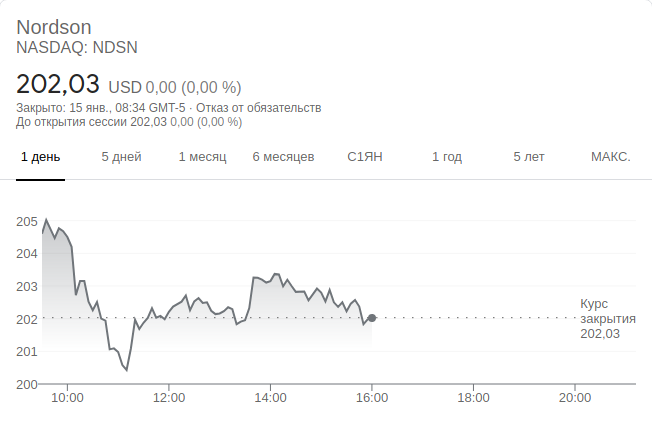 Nordson
NASDAQ: NDSN
202,03 USD 0,00 (0,00 %)
Закрыто: 15 янв., 08:34 GMT-5 · Отказ от обязательств
До открытия сессии 202,03 0,00 (0,00 %)
1 день 5 дней 1 месяц 6 месяцев С1ЯН 1 год 5 лет МАКС.
205
204
203
202
201
200
Курс
закрытия
202,03
10:00 12:00 14:00 16:00 18:00 20:00